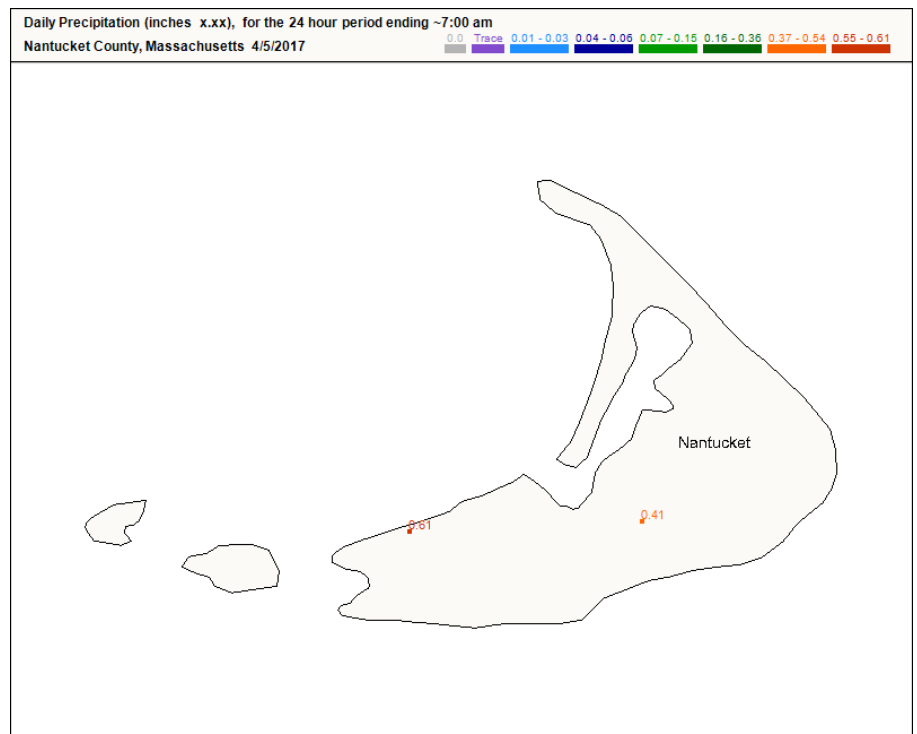 Daily Precipitation (inches x.xx), for the 24 hour period ending ~7:00 am
Nantucket County, Massachusetts 4/5/2017
0.0 Trace 0.01 - 0.03 0.04 - 0.06 0.07 - 0.15 0.16 - 0.36 0.37 - 0.54 0.55 - 0.61
Nantucket
0.41
0.61